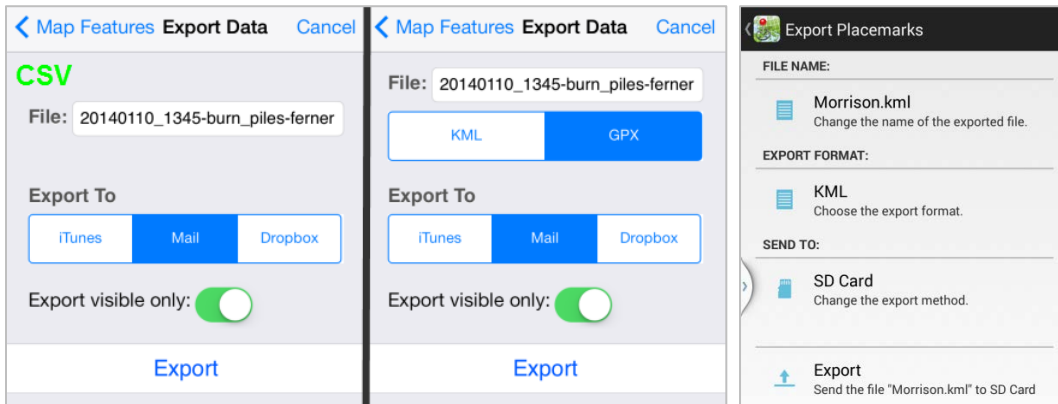 Map Features Export Data Cancel
CSV
File: 20140110_1345-burn_piles-ferner
Export To
iTunes Mail Dropbox
Export visible only:
Export
Map Features Export Data Cancel
File: 20140110_1345-burn_piles-ferner
KML GPX
Export To
iTunes Mail Dropbox
Export visible only:
Export
Export Placemarks
FILE NAME:
Morrison.kml
Change the name of the exported file.
EXPORT FORMAT:
KML
Choose the export format.
SEND TO:
SD Card
Change the export method.
Export
Send the file "Morrison.kml" to SD Card